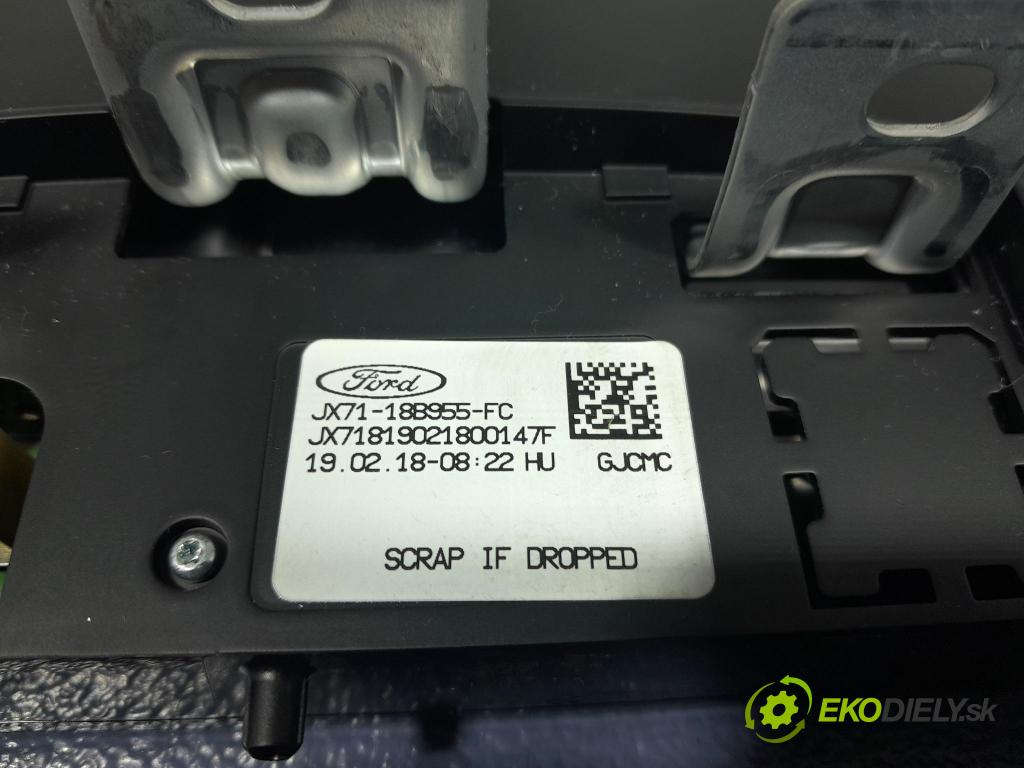 Ford
JX71-18B955-FC
JX71819021800147F
19.02.18-08:22 HU GJCMC
SCRAP IF DROPPED
EKODIELY.sk